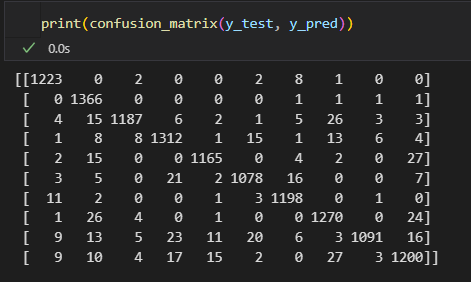 print(confusion_matrix(y_test, y_pred))
0.0s
[[1223 0 2 0 0 2 8 1 0 0]
[ 0 1366 0 0 0 0 1 1 1 1]
[ 4 15 1187 6 2 1 5 26 3 3]
[ 1 8 8 1312 1 15 1 13 6 4]
[ 2 15 0 0 1165 0 4 2 0 27]
[ 3 5 0 21 2 1078 16 0 0 7]
[ 11 2 0 0 1 3 1198 0 1 0]
[ 1 26 4 0 1 0 0 1270 0 24]
[ 9 13 5 23 11 20 6 3 1091 16]
[ 9 10 4 17 15 2 0 27 3 1200]]